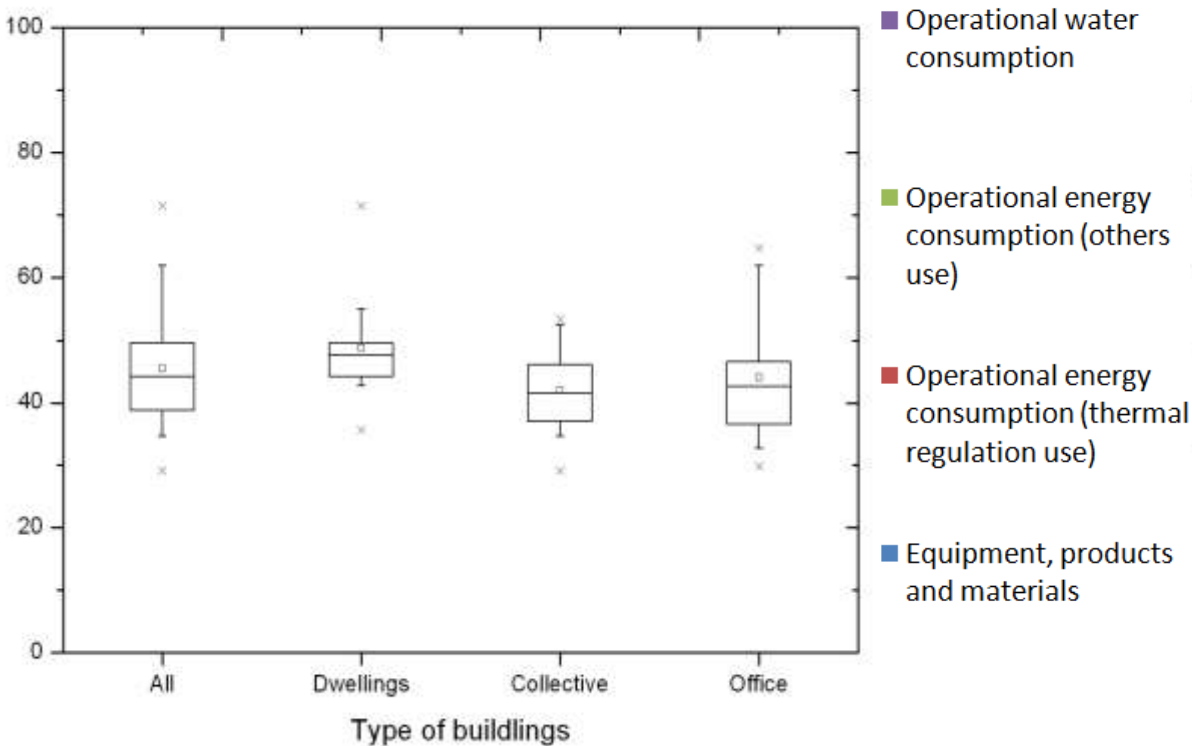 100
80
60
40
20
0
All Dwellings Collective Office
Type of buildlings
Operational water
consumption
Operational energy
consumption (others
use)
Operational energy
consumption (thermal
regulation use)
Equipment, products
and materials